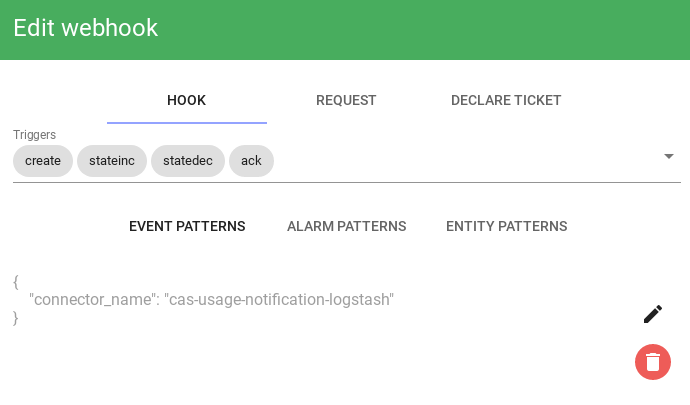 Edit webhook
HOOK REQUEST DECLARE TICKET
Triggers
create stateinc statedec ack
EVENT PATTERNS ALARM PATTERNS ENTITY PATTERNS
{
"connector_name": "cas-usage-notification-logstash"
}